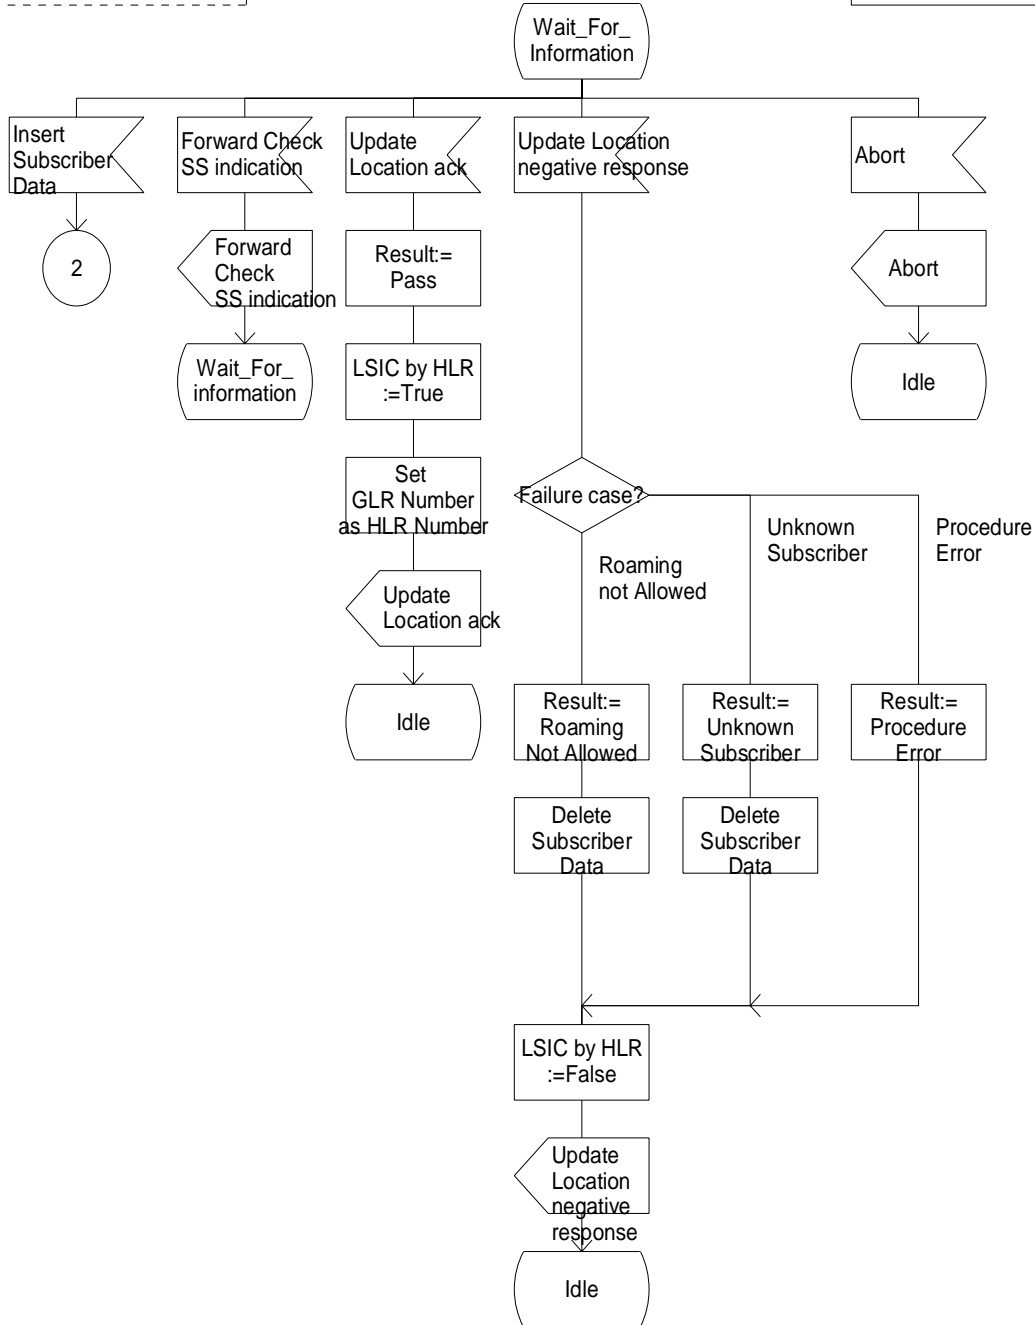 Wait_For_
Information
Insert
Subscriber
Data
Forward Check
SS indication
Update
Location ack
Update Location
negative response
Abort
2
Forward
Check
SS indication
Result:=
Pass
Abort
Wait_For_
information
LSIC by HLR
:=True
Idle
Set
GLR Number
as HLR Number
Failure case?
Unknown
Subscriber
Procedure
Error
Roaming
not Allowed
Update
Location ack
Idle
Result:=
Roaming
Not Allowed
Result:=
Unknown
Subscriber
Result:=
Procedure
Error
Delete
Subscriber
Data
Delete
Subscriber
Data
LSIC by HLR
:=False
Update
Location
negative
response
Idle